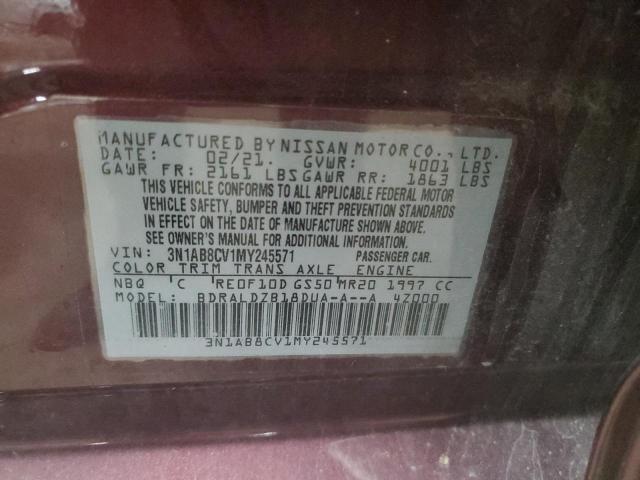 MANUFACTURED BY NISSAN MOTOR CO., LTD.
DATE: 02/21. GVWR: 4001 LBS
GAWR FR: 2161 LBS GAWR RR: 1863 LBS
THIS VEHICLE CONFORMS TO ALL APPLICABLE FEDERAL MOTOR
VEHICLE SAFETY, BUMPER AND THEFT PREVENTION STANDARDS
IN EFFECT ON THE DATE OF MANUFACTURE SHOWN ABOVE.
SEE OWNER'S MANUAL FOR ADDITIONAL INFORMATION.
VIN: 3N1AB8CV1MY245571 PASSENGER CAR.
COLOR TRIM TRANS AXLE ENGINE
NBQ C RE0F10D GS50 MR20 1997 CC
MODEL: BDRALDZB18DUA-A--A 4Z000
3N1AB8CV1MY245571